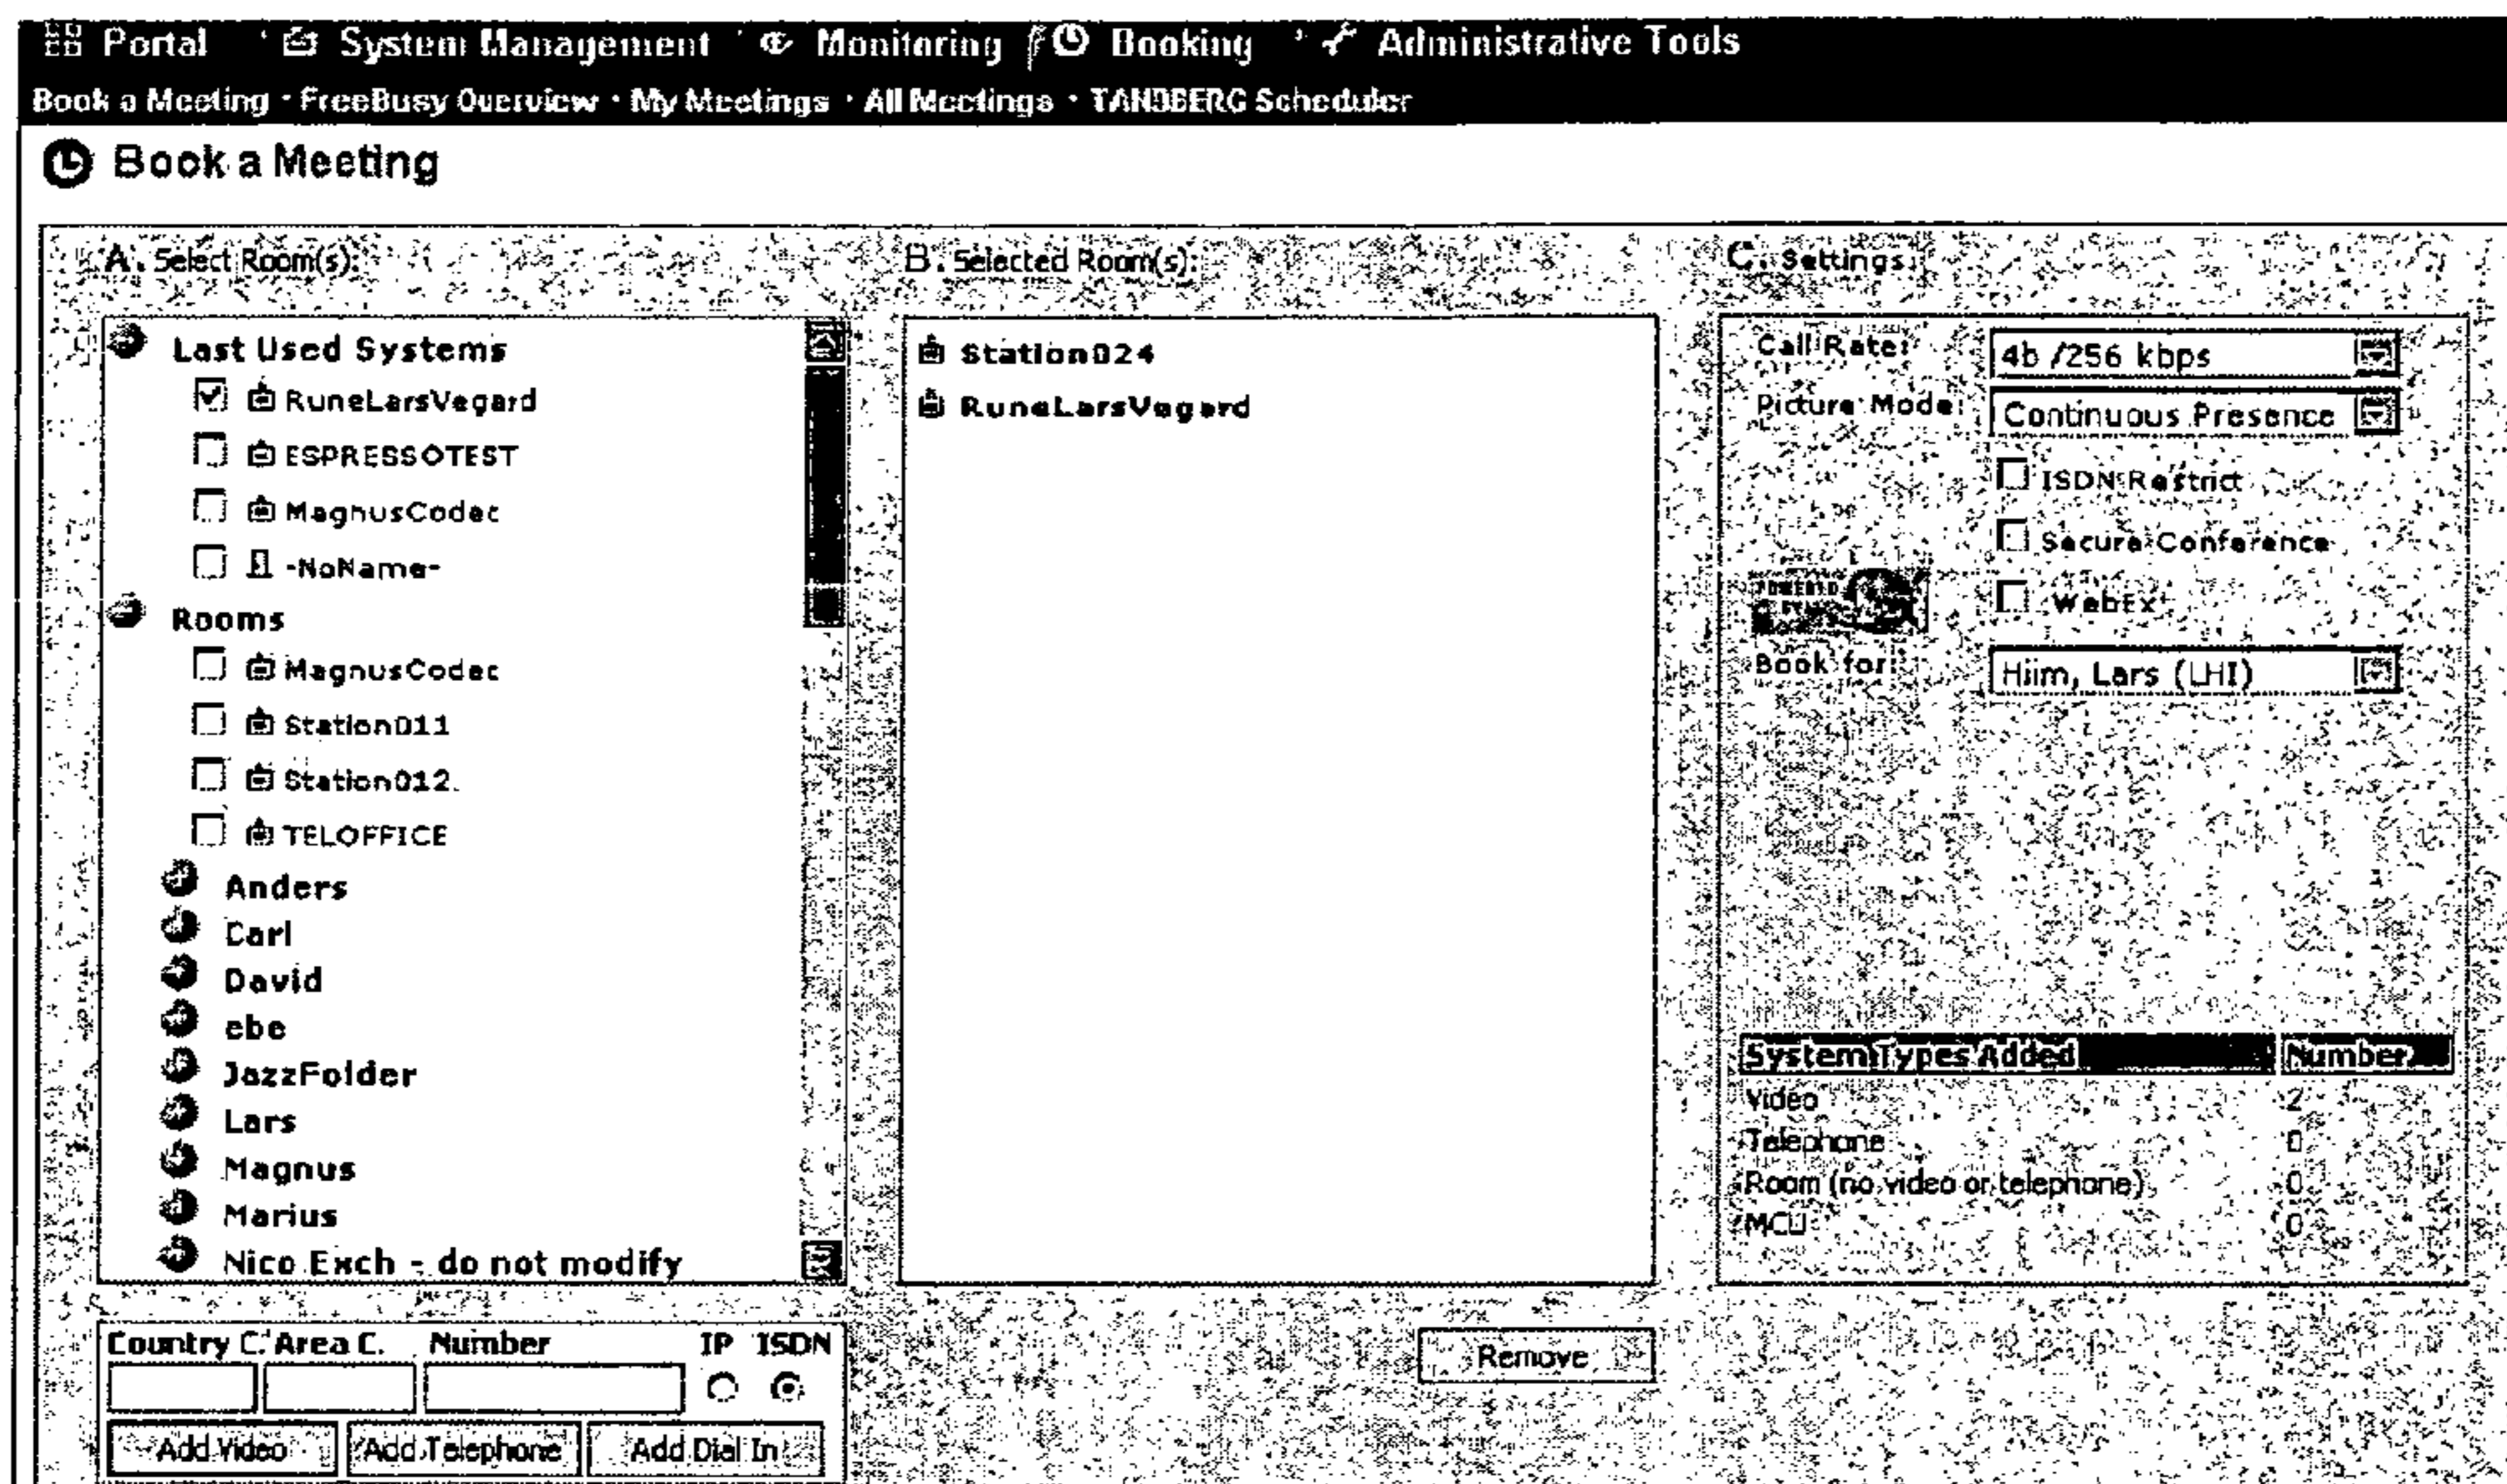 Portal System Management Monitoring Booking Administrative Tools
Book a Meeting · FreeBusy Overview · My Meetings · All Meetings · TANDBERG Scheduler
Book a Meeting
A. Select Room(s):
Last Used Systems
RuneLarsVegard
ESPRESSOTEST
MagnusCodec
-NoName-
Rooms
MagnusCodec
Station011
Station012
TELOFFICE
Anders
Carl
David
ebe
JazzFolder
Lars
Magnus
Marius
Nico Exch - do not modify
Country C. Area C. Number IP ISDN
Add Video Add Telephone Add Dial In
B. Selected Room(s):
Station024
RuneLarsVegard
Remove
C. Settings:
Call Rate: 4b /256 kbps
Picture Mode: Continuous Presence
ISDN Restrict
Secure Conference
POWERED
WebEx
Book for: Hiim, Lars (LHI)
System Types Added Number
Video 2
Telephone 0
Room (no video or telephone) 0
MCU 0